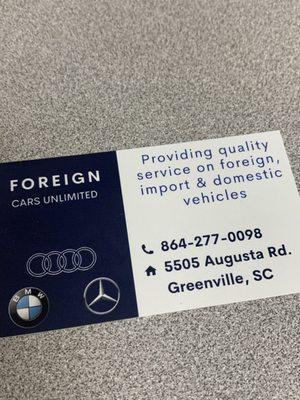 FOREIGN
CARS UNLIMITED
BMW
Providing quality
service on foreign,
import & domestic
vehicles
864-277-0098
5505 Augusta Rd.
Greenville, SC